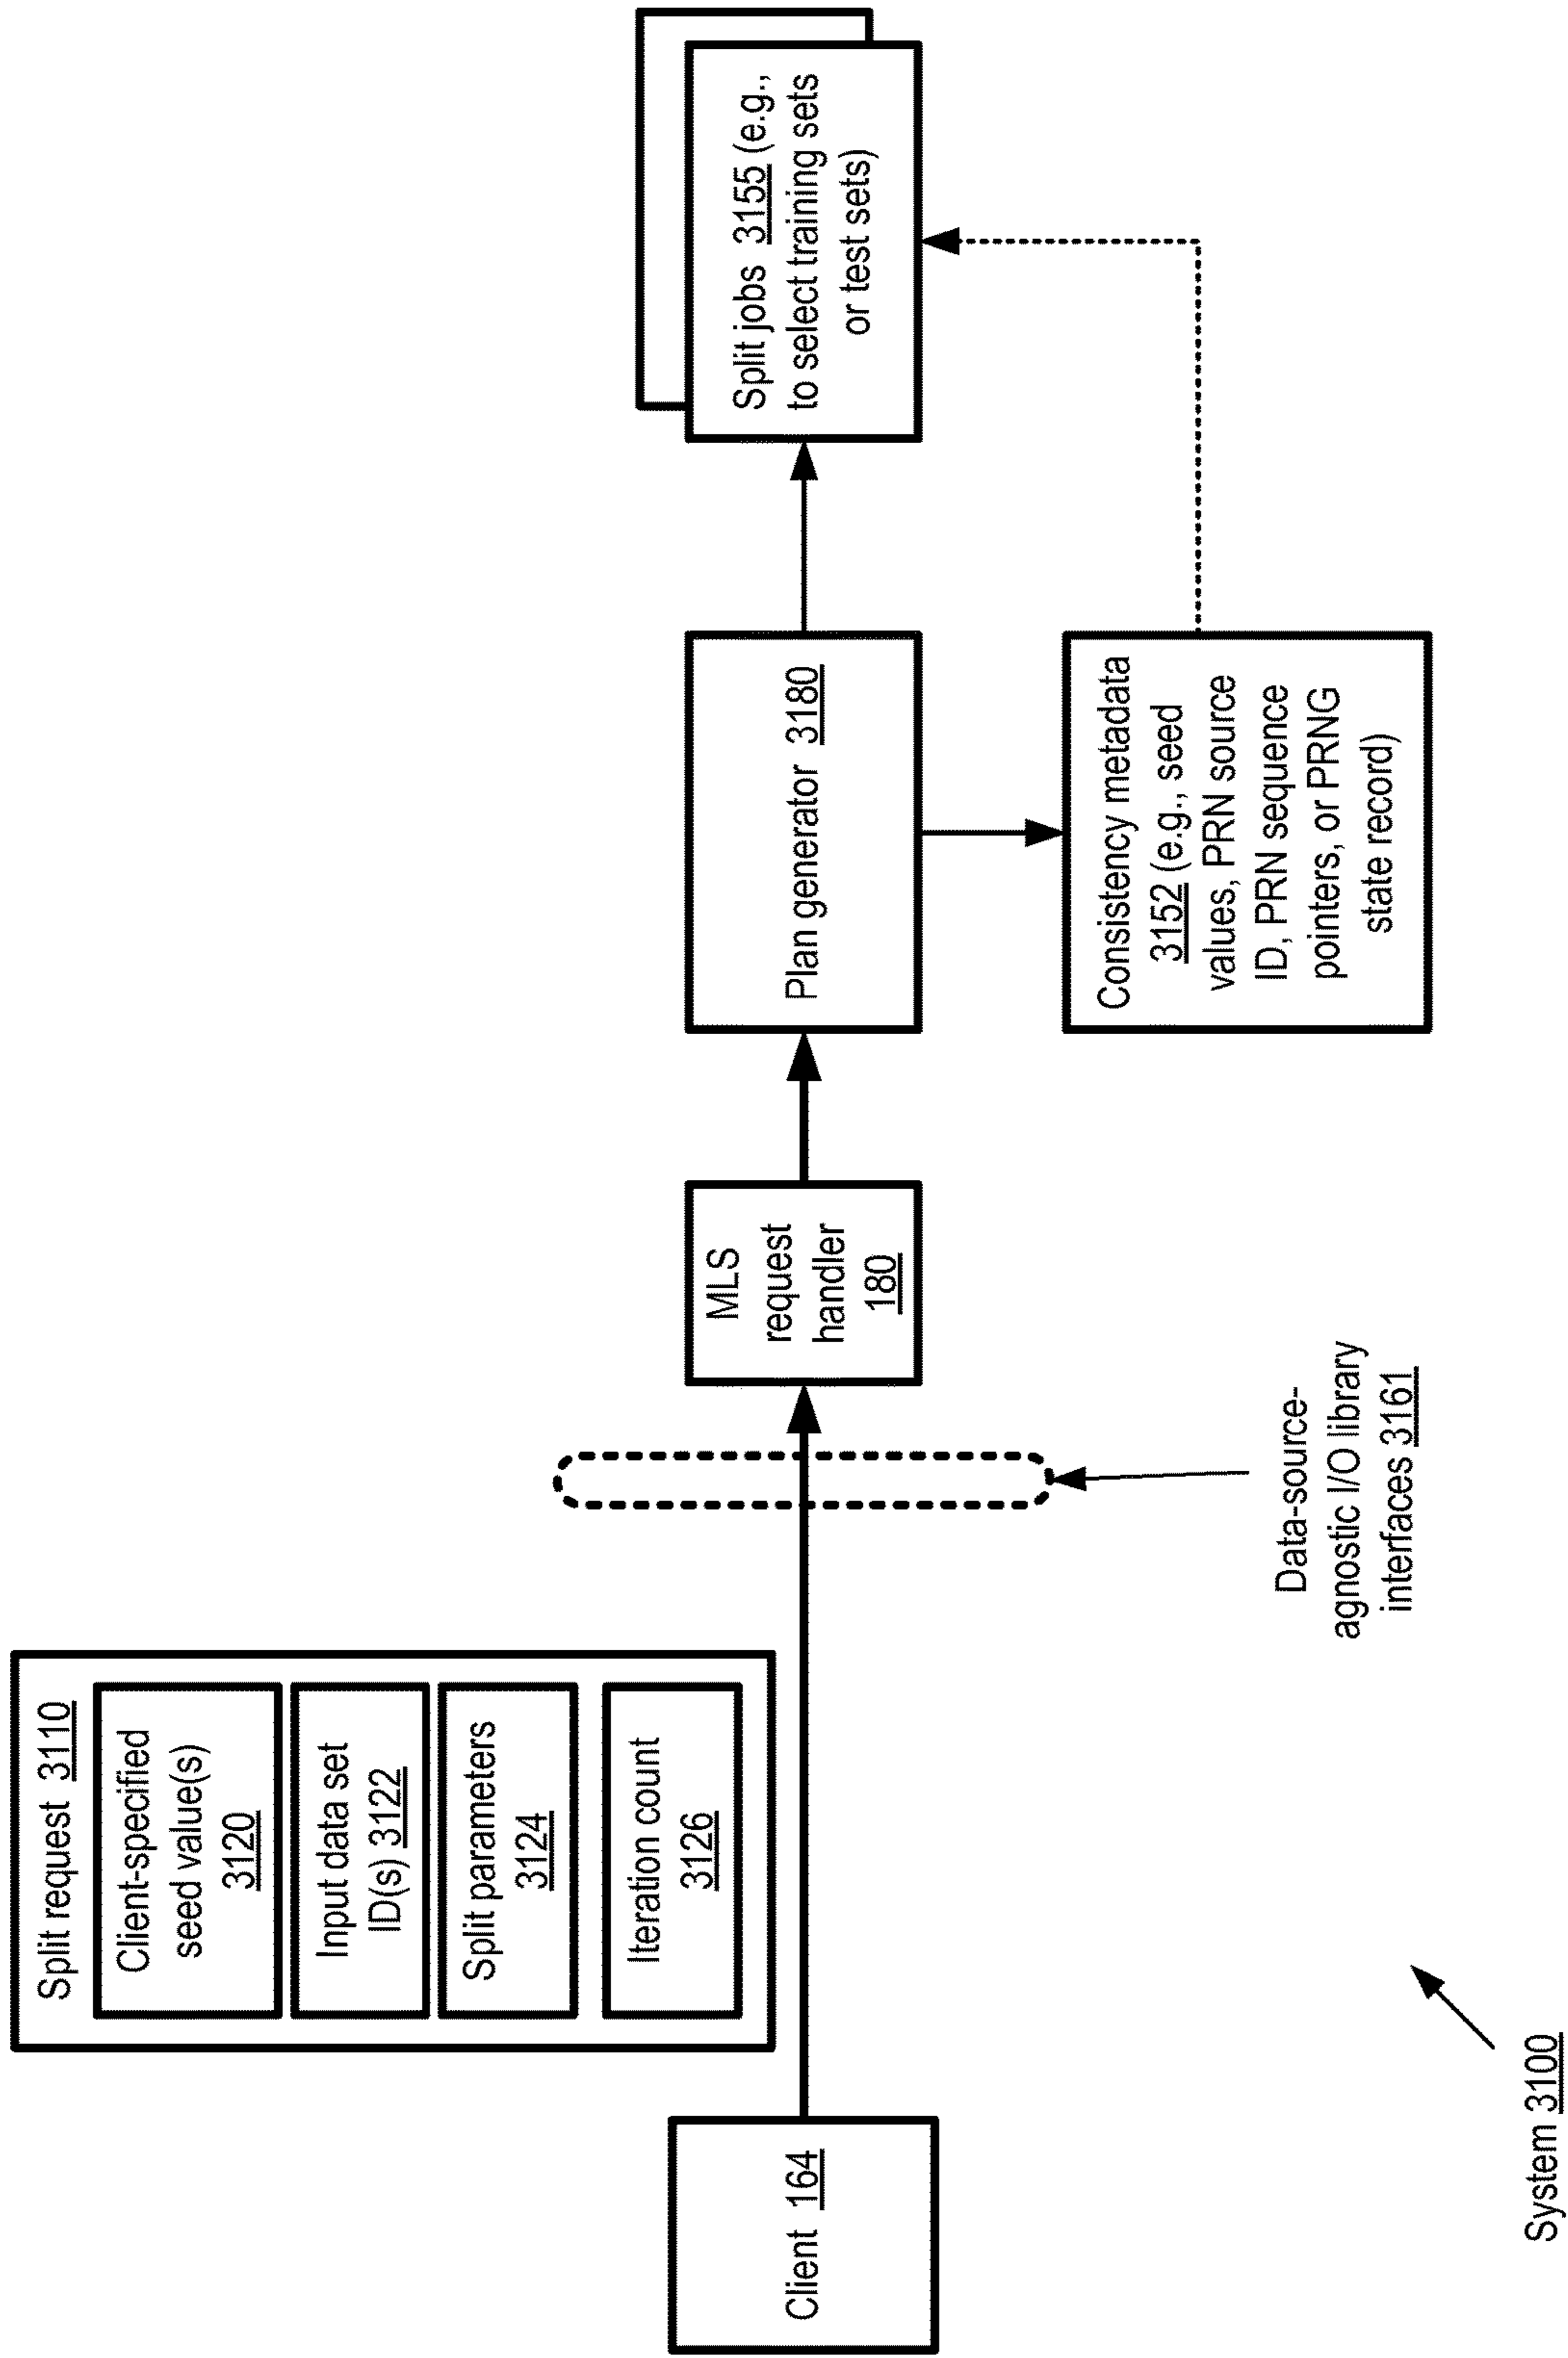 Split request 3110
Client-specified
seed value(s)
3120
Input data set
ID(s) 3122
Split parameters
3124
Iteration count
3126
Client 164
Data-source-
agnostic I/O library
interfaces 3161
MLS
request
handler
180
Plan generator 3180
Consistency metadata
3152 (e.g., seed
values, PRN source
ID, PRN sequence
pointers, or PRNG
state record)
Split jobs 3155 (e.g.,
to select training sets
or test sets)
System 3100